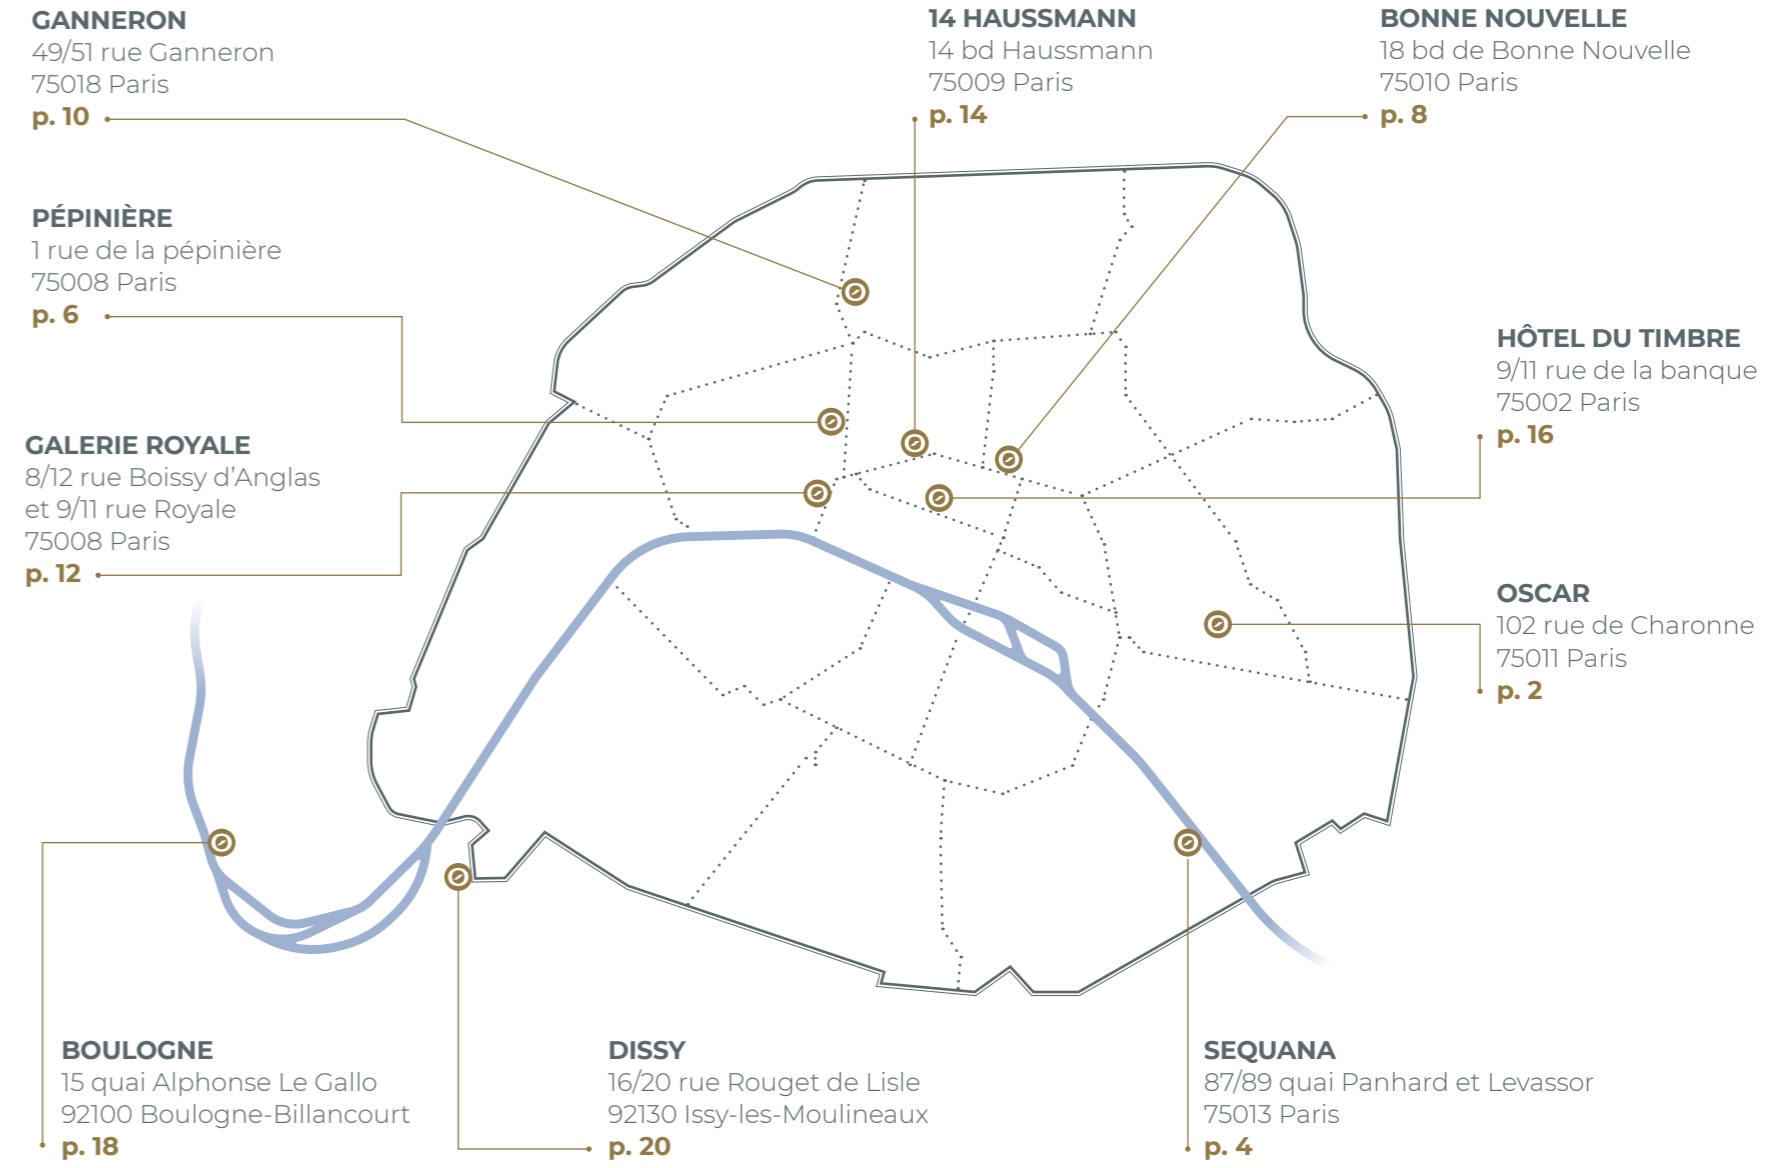 GANNERON
49/51 rue Ganneron
75018 Paris
p. 10
14 HAUSSMANN
14 bd Haussmann
75009 Paris
p. 14
BONNE NOUVELLE
18 bd de Bonne Nouvelle
75010 Paris
p. 8
PÉPINIÈRE
1 rue de la pépinière
75008 Paris
p. 6
HÔTEL DU TIMBRE
9/11 rue de la banque
75002 Paris
p. 16
GALERIE ROYALE
8/12 rue Boissy d’Anglas
et 9/11 rue Royale
75008 Paris
p. 12
OSCAR
102 rue de Charonne
75011 Paris
p. 2
BOULOGNE
15 quai Alphonse Le Gallo
92100 Boulogne-Billancourt
p. 18
DISSY
16/20 rue Rouget de Lisle
92130 Issy-les-Moulineaux
p. 20
SEQUANA
87/89 quai Panhard et Levassor
75013 Paris
p. 4